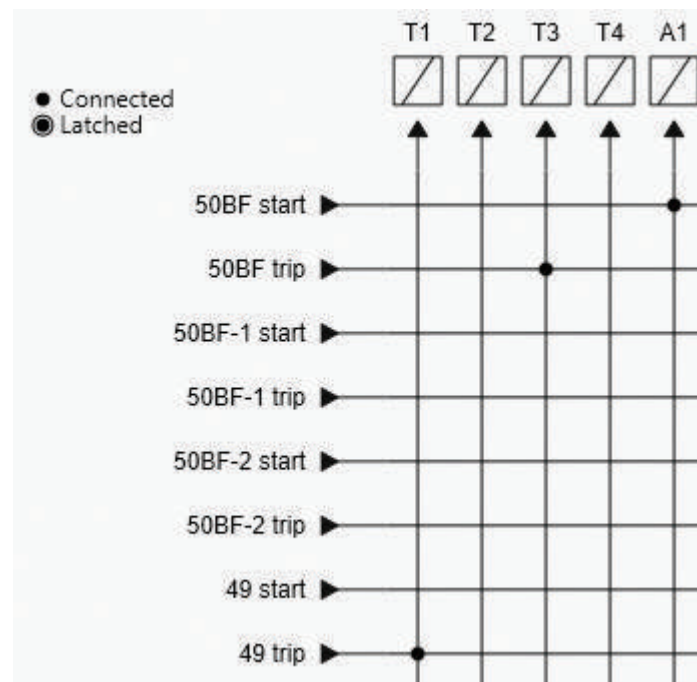 T1 T2 T3 T4 A1
Connected
Latched
50BF start
50BF trip
50BF-1 start
50BF-1 trip
50BF-2 start
50BF-2 trip
49 start
49 trip